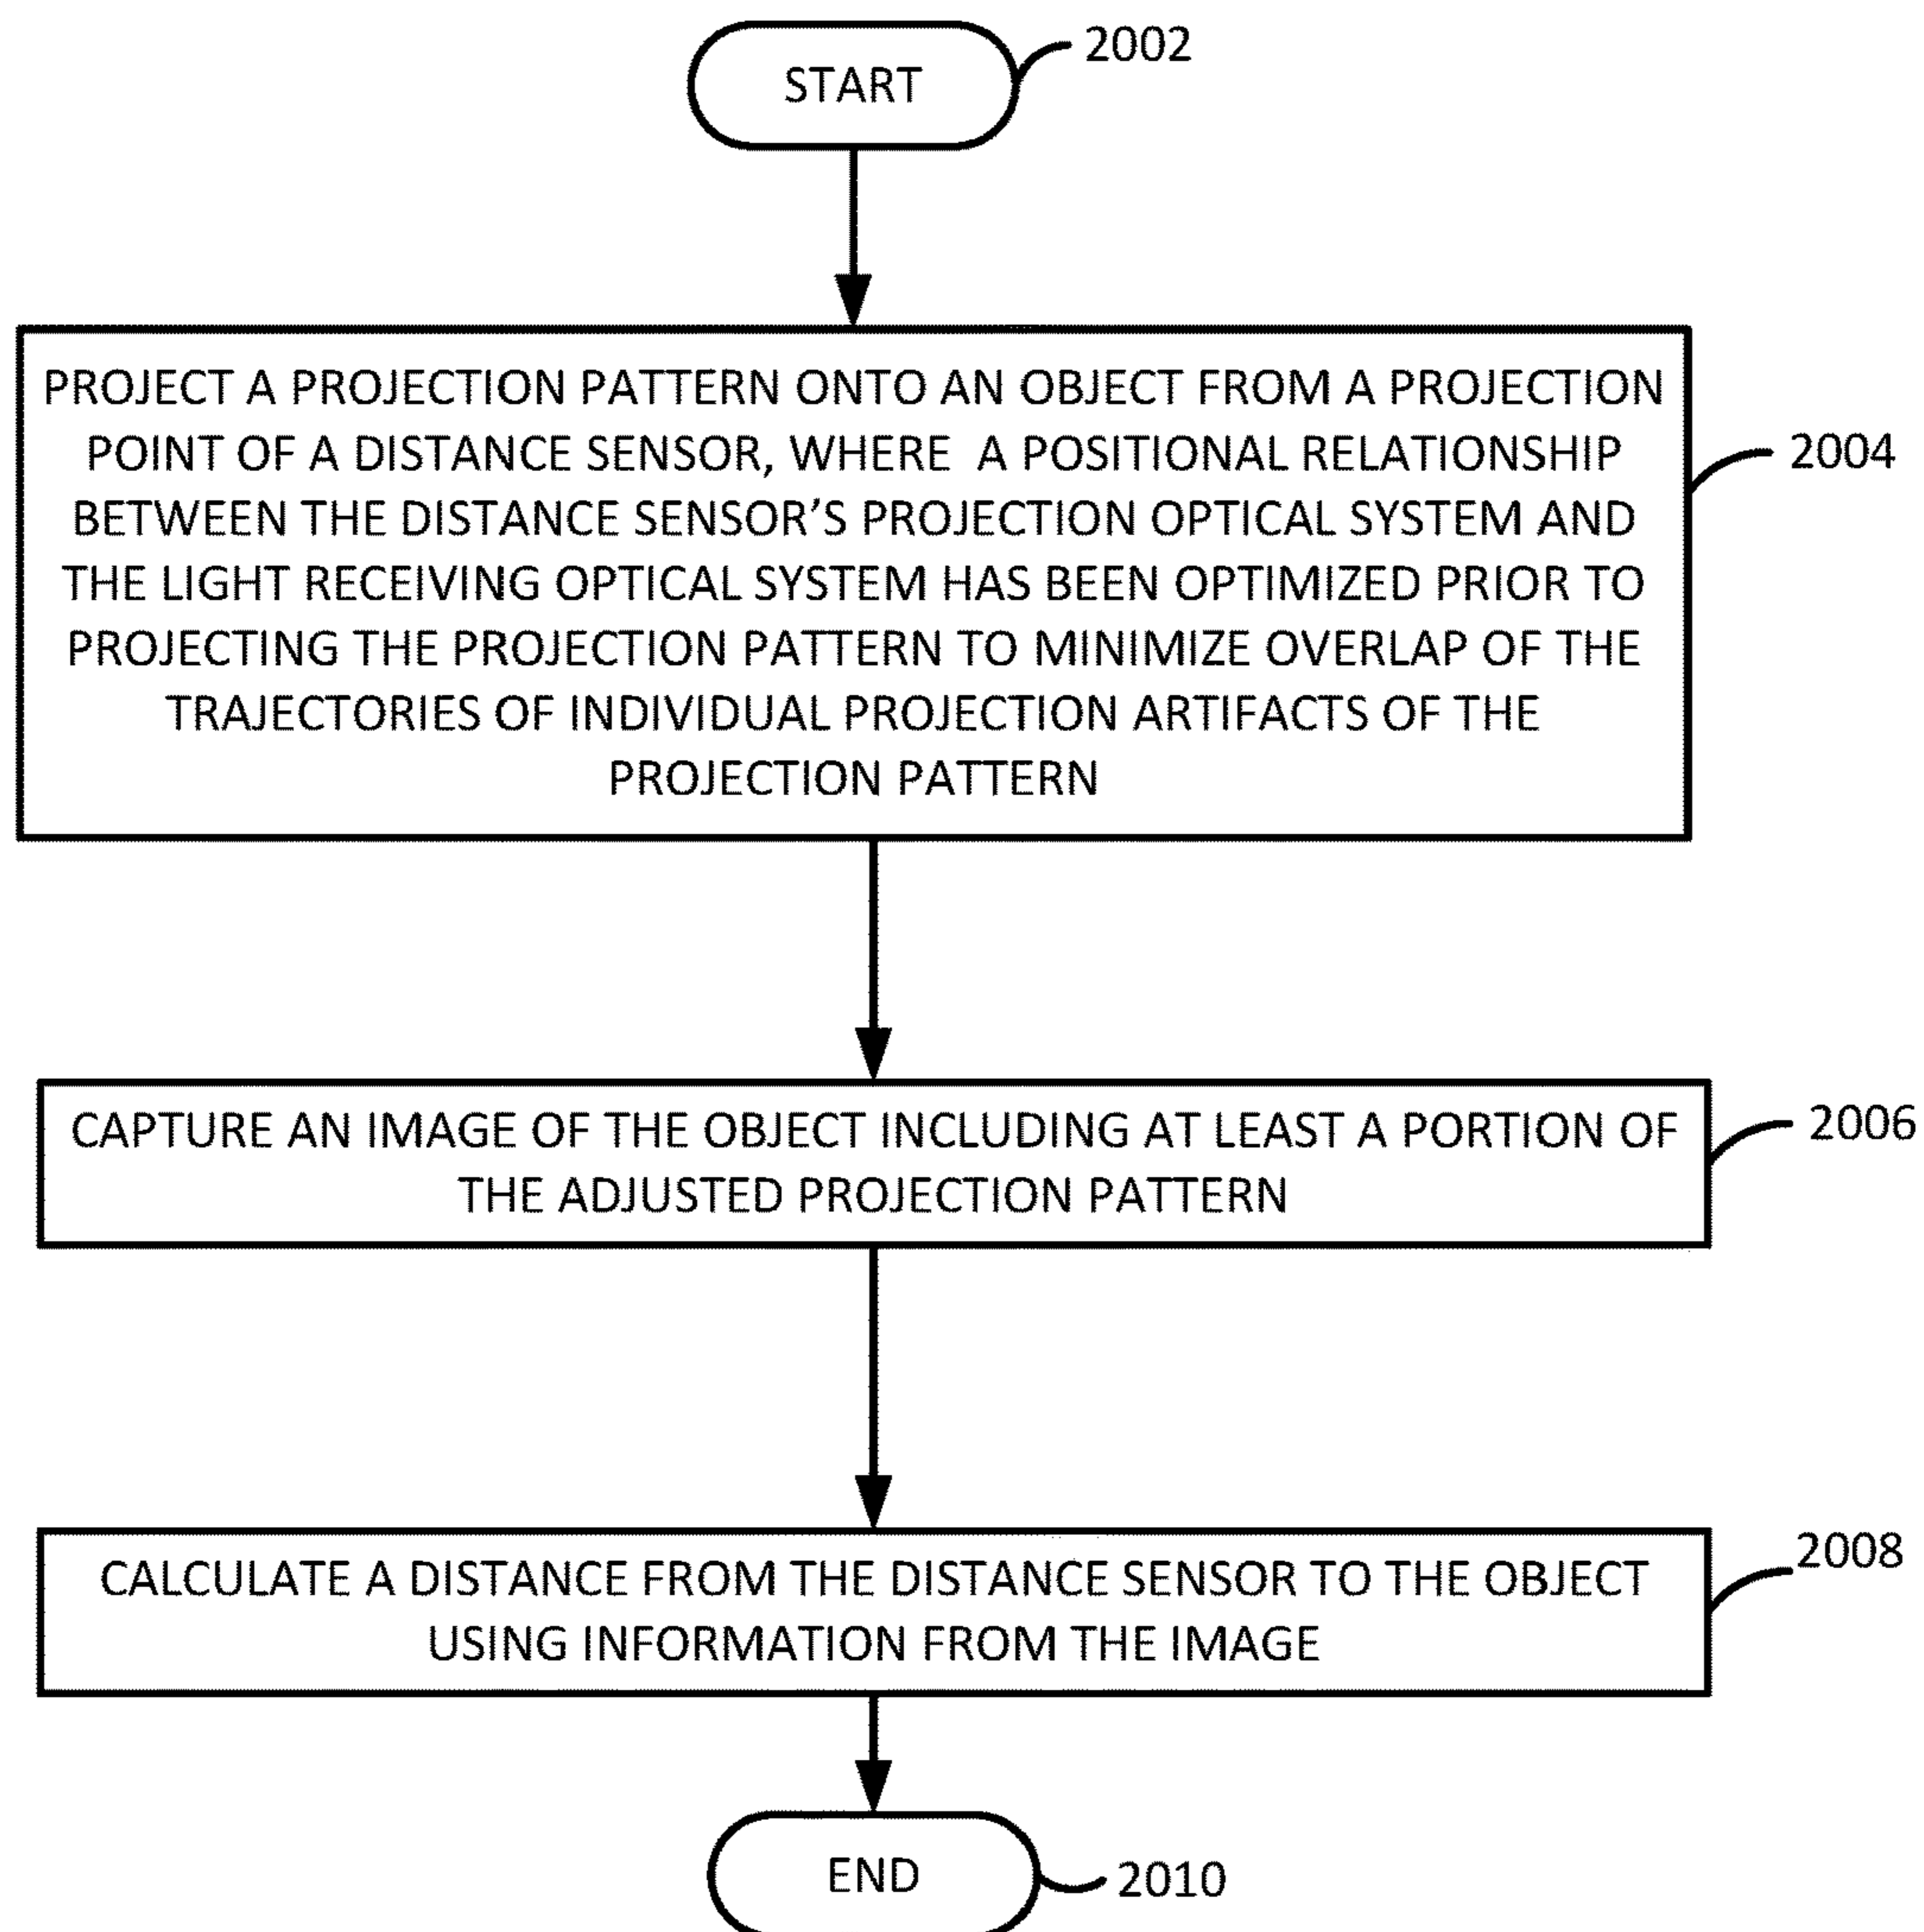 START
2002
PROJECT A PROJECTION PATTERN ONTO AN OBJECT FROM A PROJECTION
POINT OF A DISTANCE SENSOR, WHERE A POSITIONAL RELATIONSHIP
2004
BETWEEN THE DISTANCE SENSOR'S PROJECTION OPTICAL SYSTEM AND
THE LIGHT RECEIVING OPTICAL SYSTEM HAS BEEN OPTIMIZED PRIOR TO
PROJECTING THE PROJECTION PATTERN TO MINIMIZE OVERLAP OF THE
TRAJECTORIES OF INDIVIDUAL PROJECTION ARTIFACTS OF THE
PROJECTION PATTERN
CAPTURE AN IMAGE OF THE OBJECT INCLUDING AT LEAST A PORTION OF
THE ADJUSTED PROJECTION PATTERN
2006
CALCULATE A DISTANCE FROM THE DISTANCE SENSOR TO THE OBJECT
USING INFORMATION FROM THE IMAGE
2008
END
2010